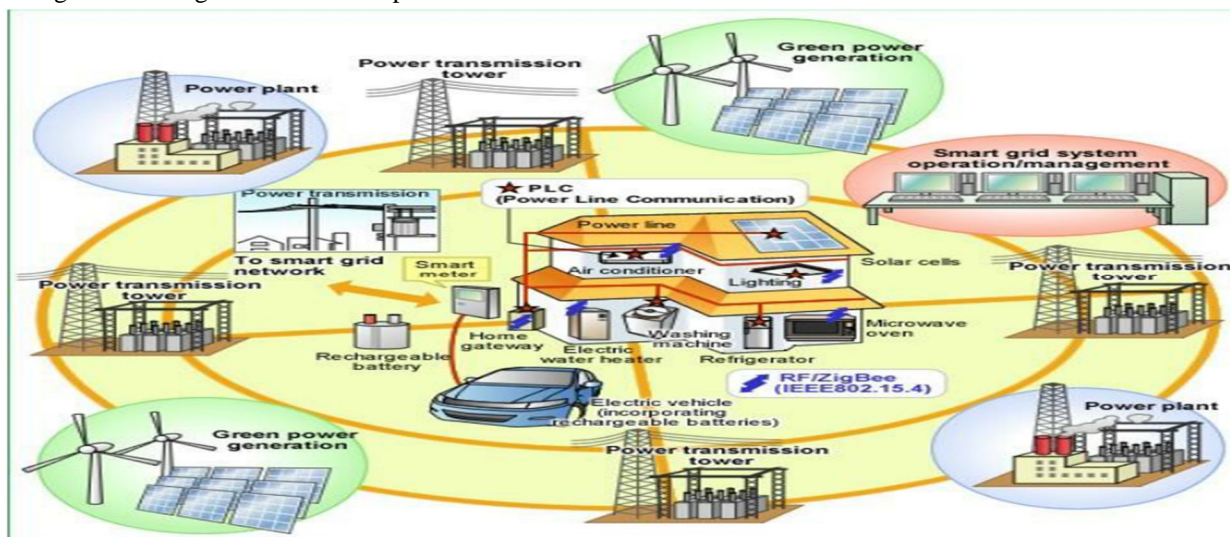 Power transmission
tower
Green power
generation
Power plant
Smart grid system
operation/management
Power transmission
PLC
(Power Line Communication)
Power line
To smart grid
network
Smart
meter
Air conditioner
Lighting
Solar cells
Power transmission
tower
Power transmission
tower
Rechargeable
battery
Home
gateway
Electric
water heater
Washing
machine
Refrigerator
Microwave
oven
RF/ZigBee
(IEEE802.15.4)
Electric vehicle
(incorporating
rechargeable batteries)
Green power
generation
Power transmission
tower
Power plant